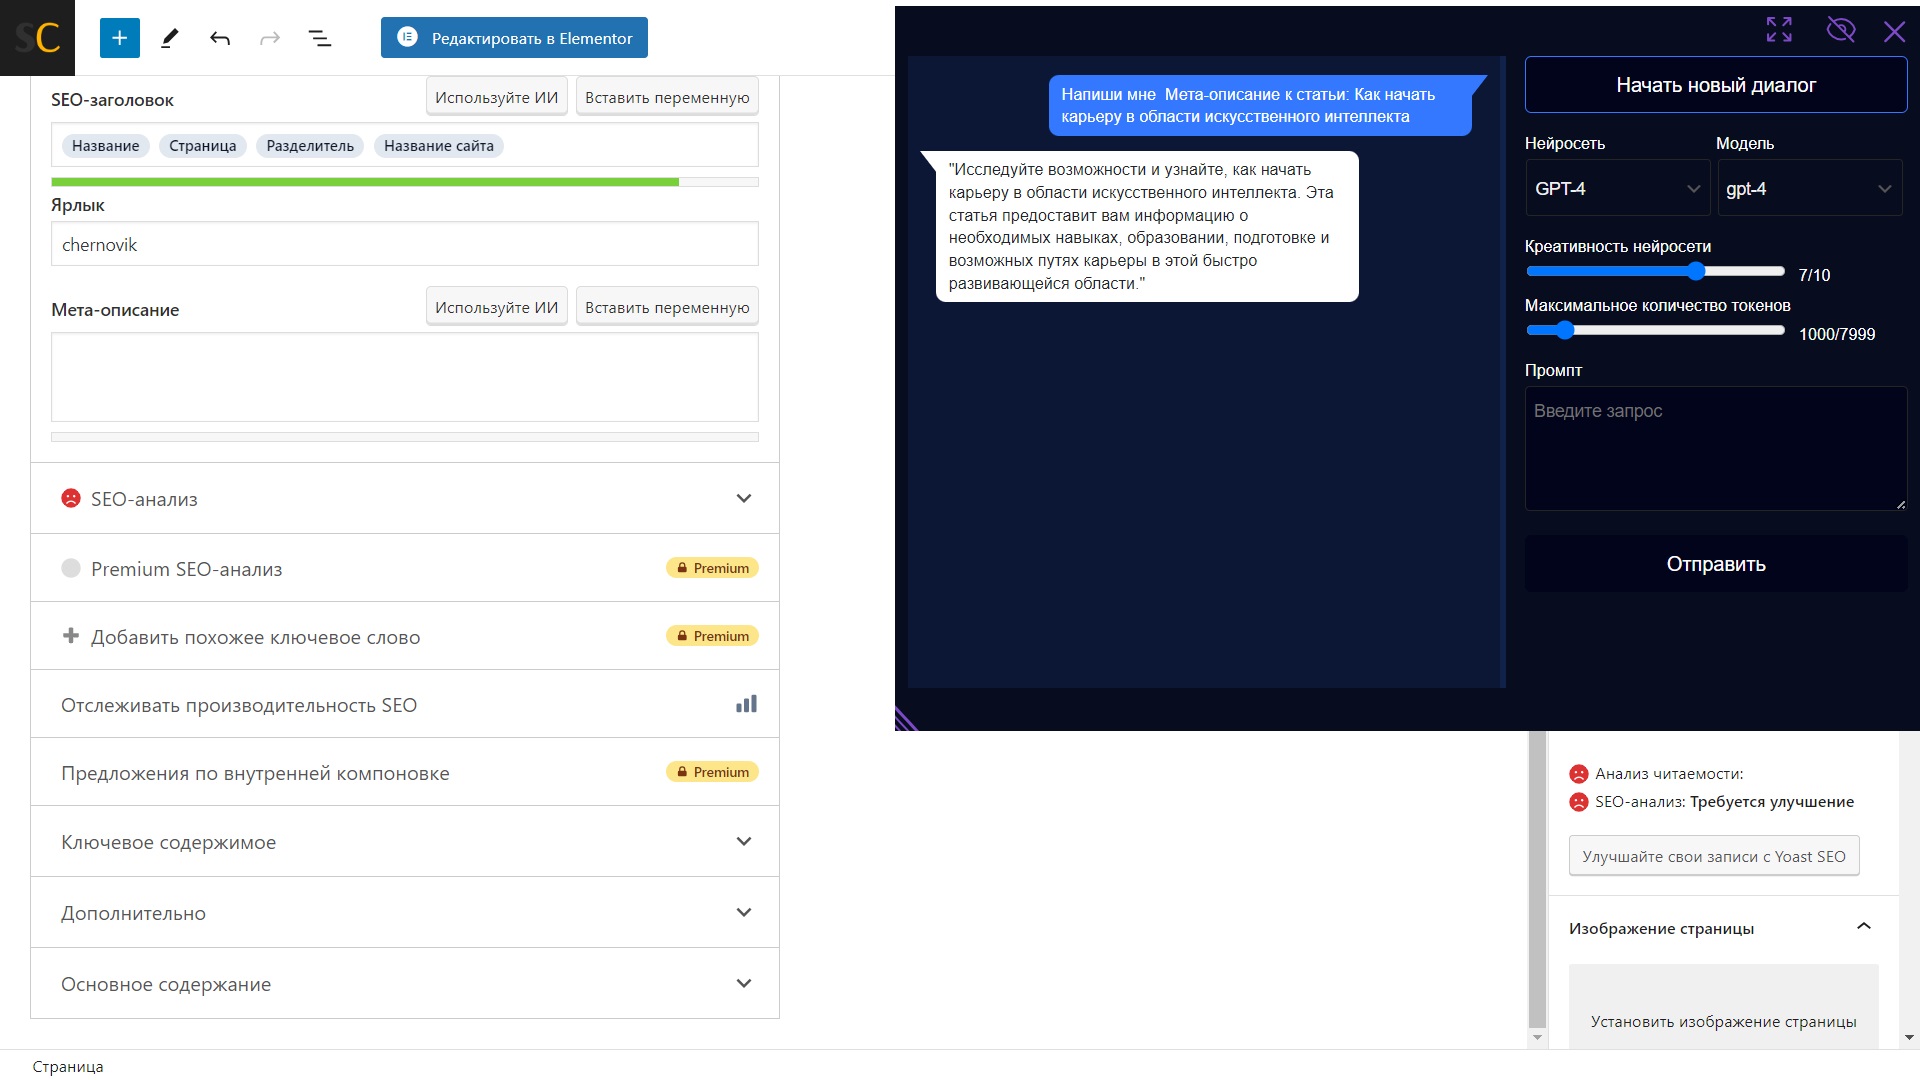 SC
Редактировать в Elementor
SEO-заголовок
Используйте ИИ
Вставить переменную
Название
Страница
Разделитель
Название сайта
Ярлык
chernovik
Мета-описание
Используйте ИИ
Вставить переменную
SEO-анализ
Premium SEO-анализ
Premium
Добавить похожее ключевое слово
Premium
Отслеживать производительность SEO
Предложения по внутренней компоновке
Premium
Ключевое содержимое
Дополнительно
Основное содержание
Страница
Напиши мне  Мета-описание к статьи: Как начать
карьеру в области искусственного интеллекта
"Исследуйте возможности и узнайте, как начать
карьеру в области искусственного интеллекта. Эта
статья предоставит вам информацию о
необходимых навыках, образовании, подготовке и
возможных путях карьеры в этой быстро
развивающейся области."
Начать новый диалог
Нейросеть
Модель
GPT-4
gpt-4
Креативность нейросети
7/10
Максимальное количество токенов
1000/7999
Промпт
Введите запрос
Отправить
Анализ читаемости:
SEO-анализ: Требуется улучшение
Улучшайте свои записи с Yoast SEO
Изображение страницы
Установить изображение страницы